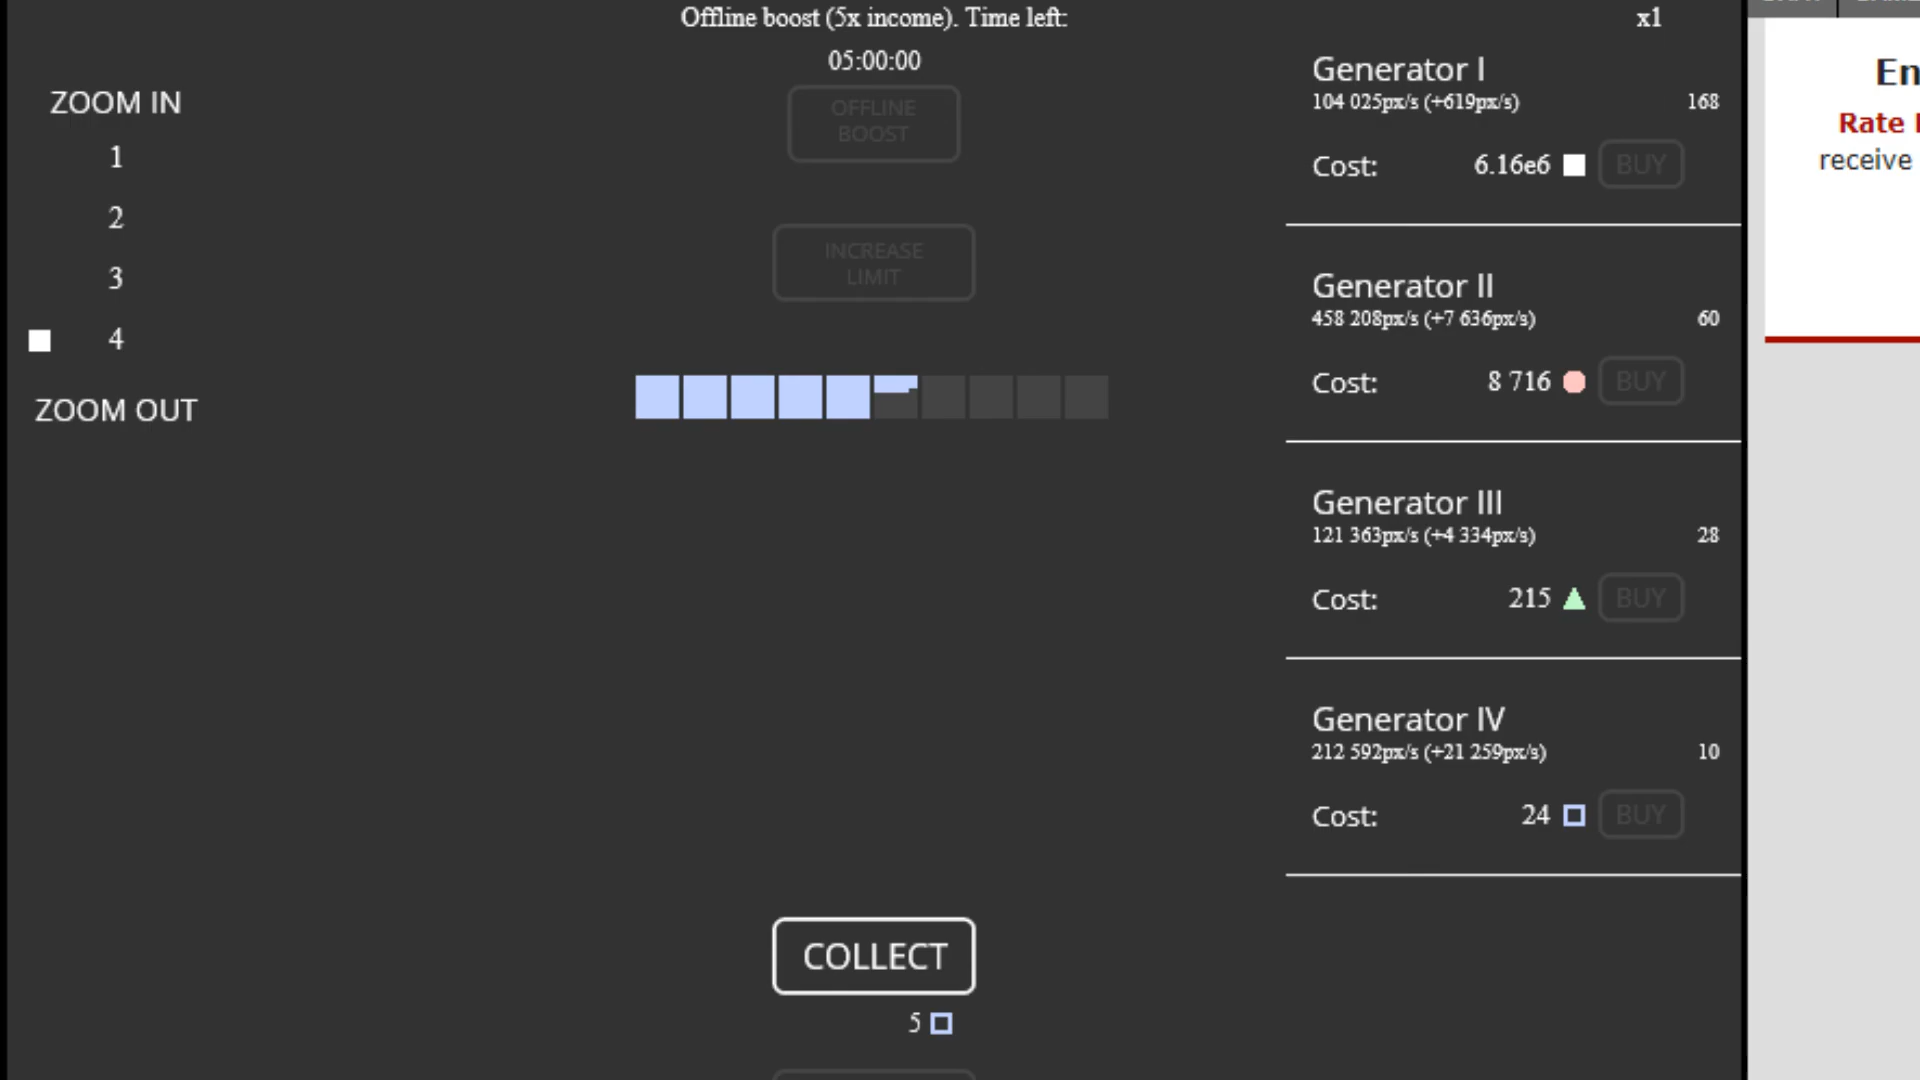 Offline boost (5x income). Time left:
05:00:00
OFFLINE
BOOST
INCREASE
LIMIT
ZOOM IN
1
2
3
4
ZOOM OUT
COLLECT
5
x1
Generator I
104 025px/s (+619px/s)
168
Cost:
6.16e6
BUY
Generator II
458 208px/s (+7 636px/s)
60
Cost:
8 716
BUY
Generator III
121 363px/s (+4 334px/s)
28
Cost:
215
BUY
Generator IV
212 592px/s (+21 259px/s)
10
Cost:
24
BUY
En
Rate
receive